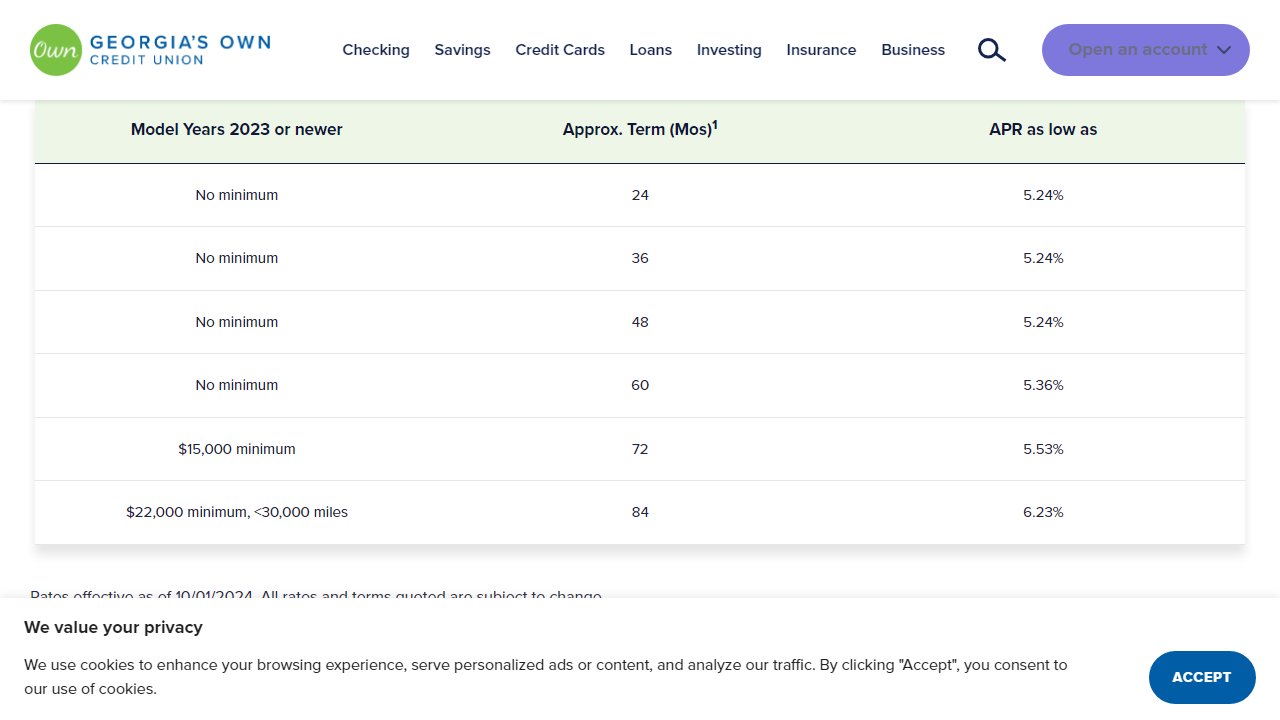 Own GEORGIA'S OWN
CREDIT UNION
Checking Savings Credit Cards Loans Investing Insurance Business Open an account
Model Years 2023 or newer Approx. Term (Mos)1 APR as low as
No minimum 24 5.24%
No minimum 36 5.24%
No minimum 48 5.24%
No minimum 60 5.36%
$15,000 minimum 72 5.53%
$22,000 minimum, <30,000 miles 84 6.23%
Rates effective as of 10/01/2024. All rates and terms quoted are subject to change.
We value your privacy
We use cookies to enhance your browsing experience, serve personalized ads or content, and analyze our traffic. By clicking "Accept", you consent to
our use of cookies.
ACCEPT